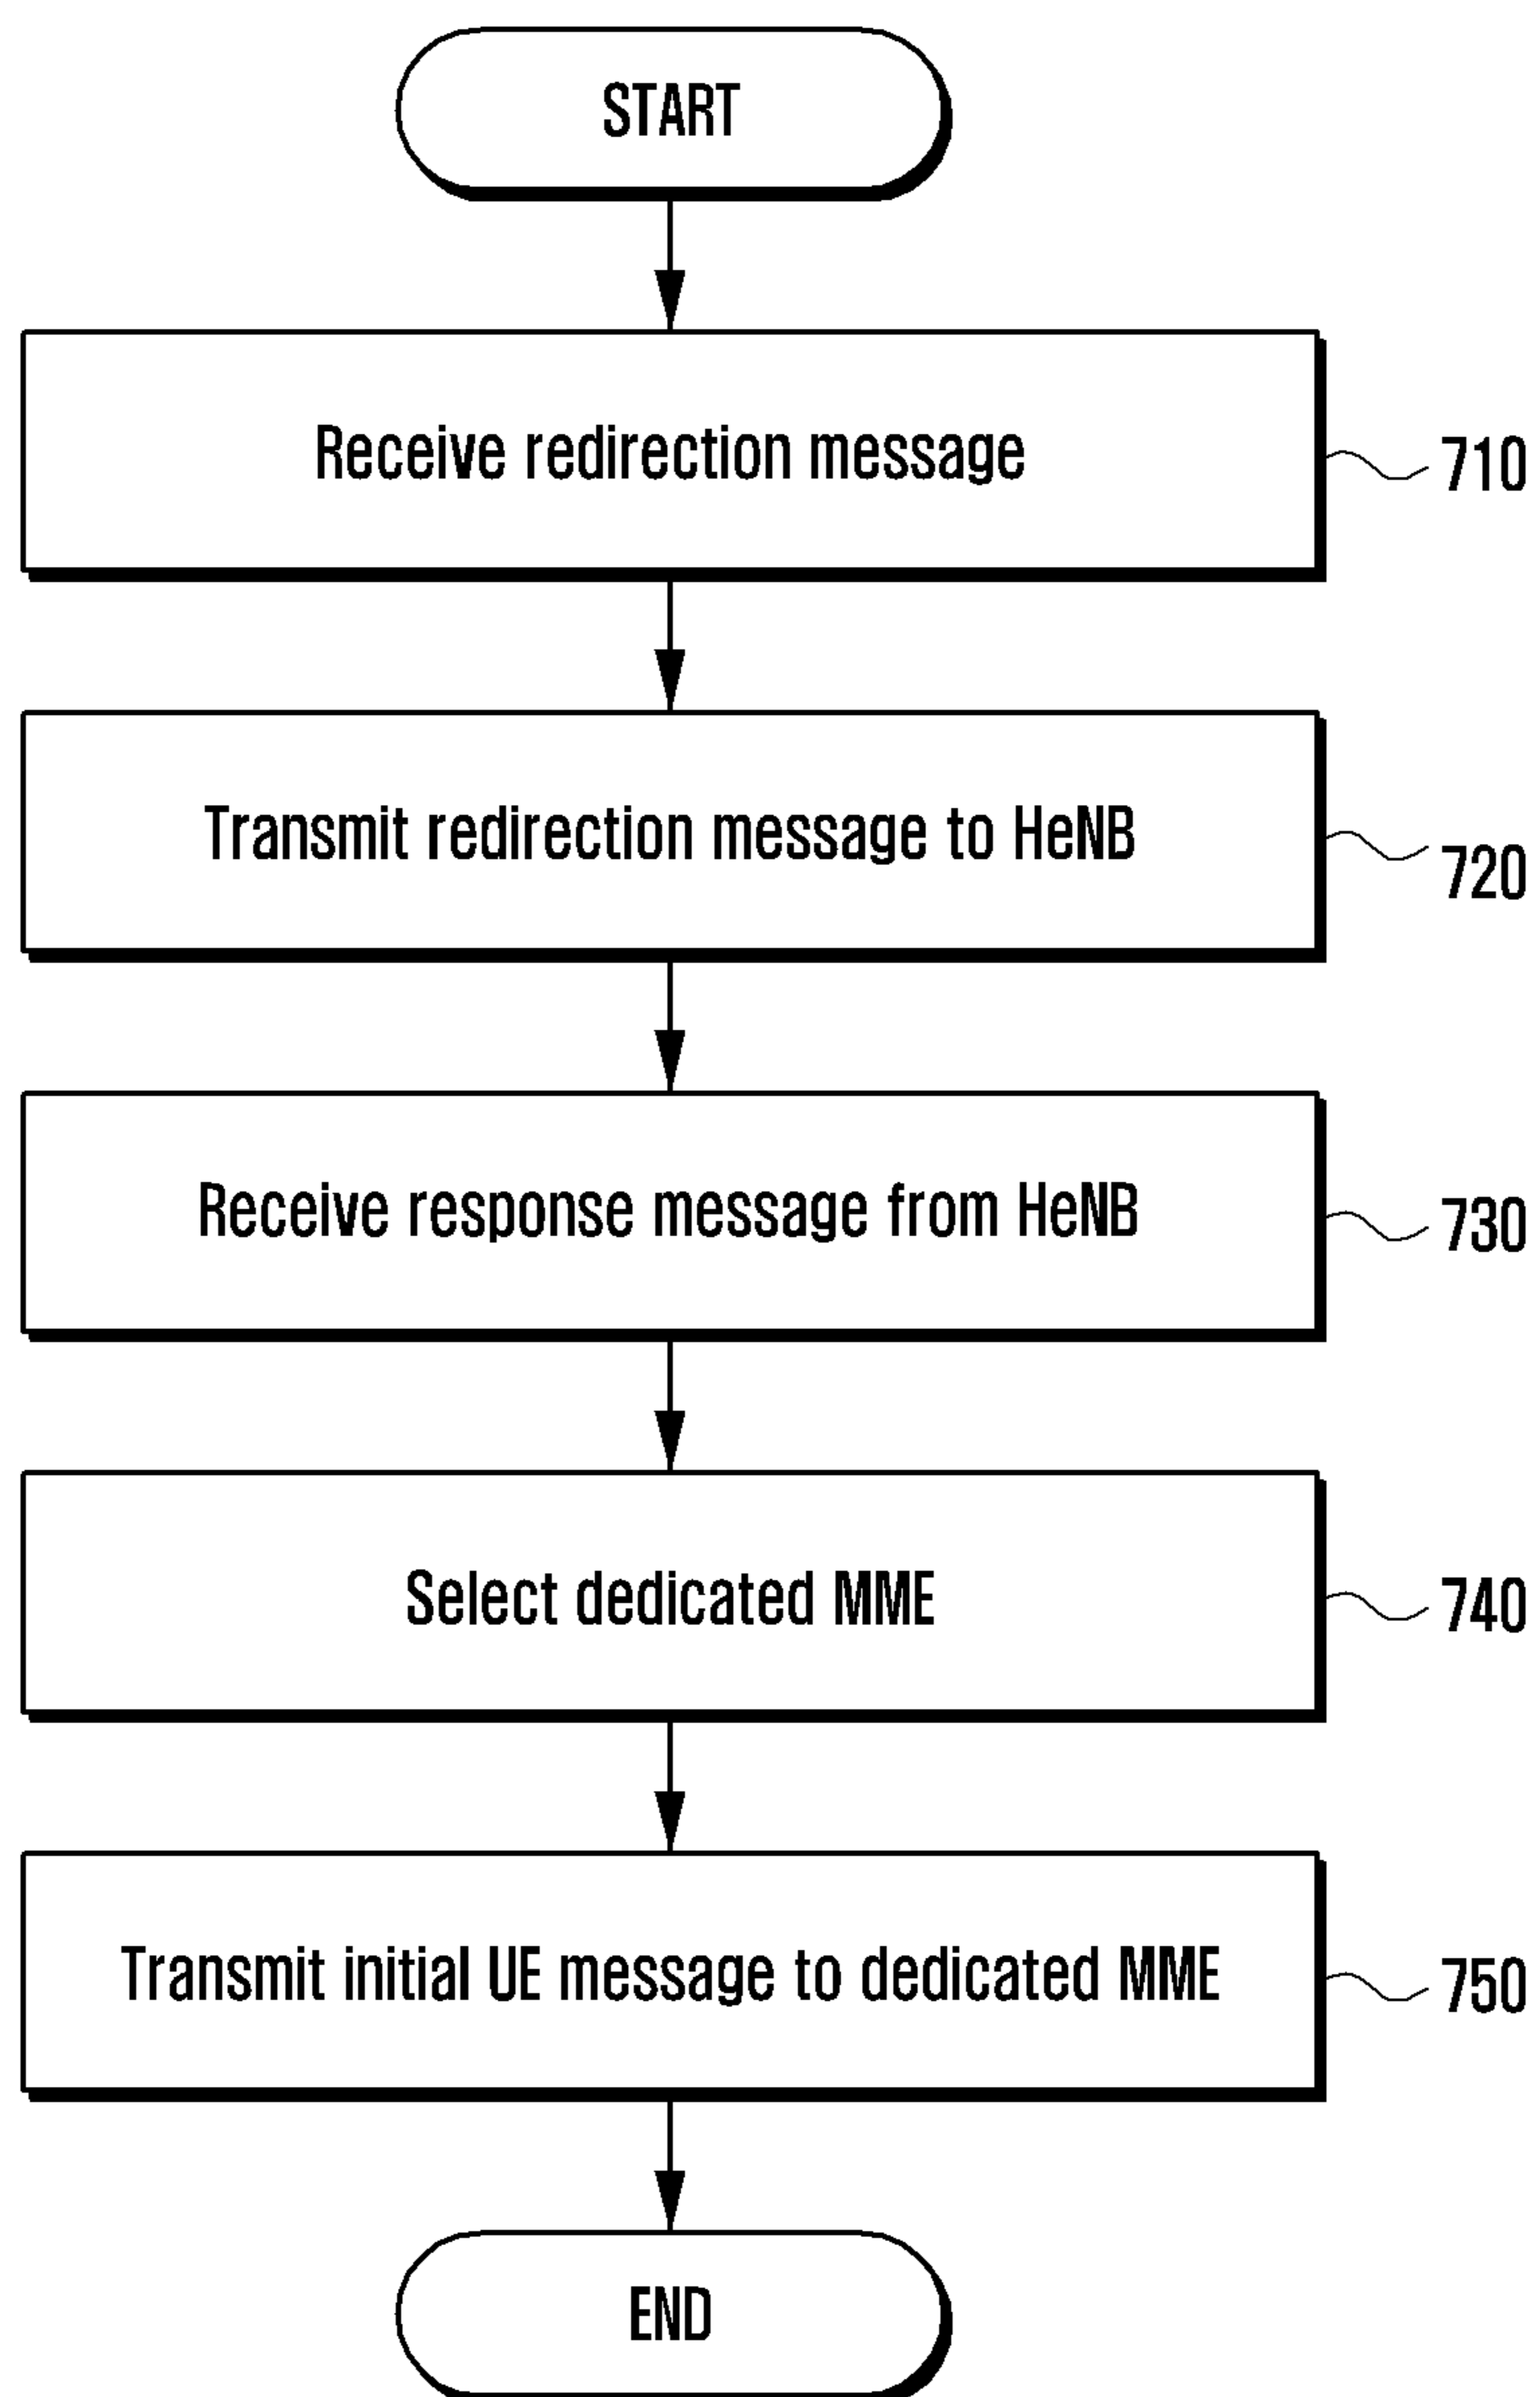 START
Receive redirection message
710
Transmit redirection message to HeNB
720
Receive response message from HeNB
730
Select dedicated MME
740
Transmit initial UE message to dedicated MME
750
END